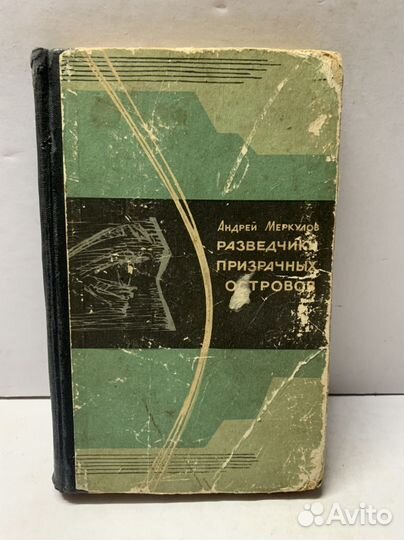 Андрей Меркулов
РАЗВЕДЧИКИ
ПРИЗРАЧНЫХ
ОСТРОВОВ
Avito